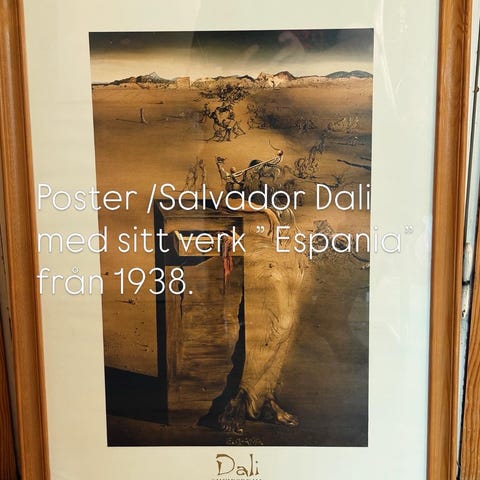 Poster /Salvador Dali
med sitt verk ” Espania”
från 1938.
Dali